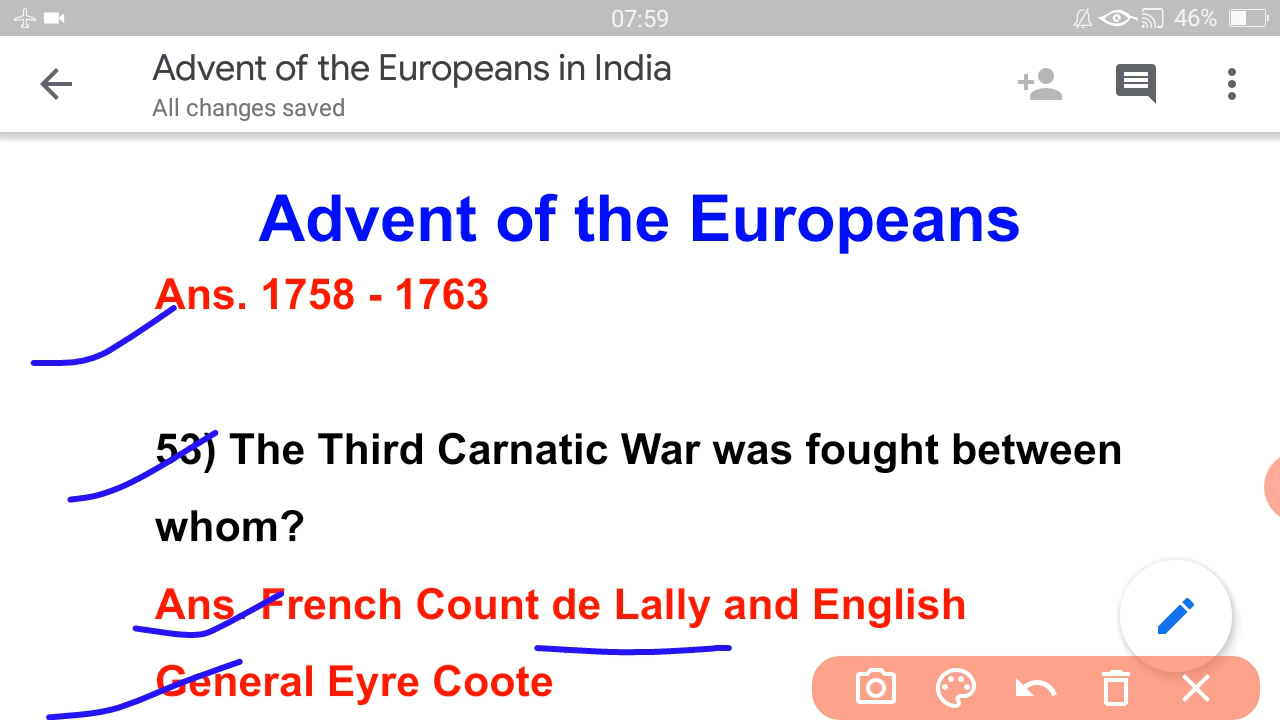 07:59
46%
Advent of the Europeans in India
All changes saved
Advent of the Europeans
Ans. 1758 - 1763
53) The Third Carnatic War was fought between
whom?
Ans. French Count de Lally and English
General Eyre Coote